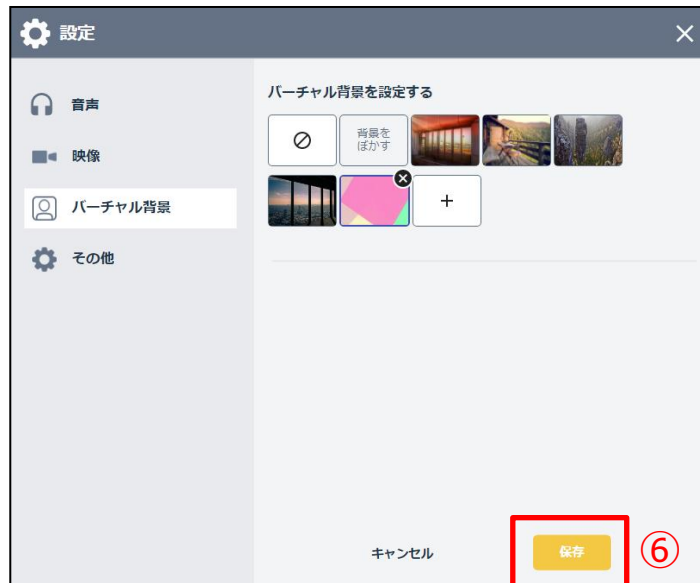 設定
音声
映像
バーチャル背景
その他
バーチャル背景を設定する
背景を
ぼかす
キャンセル
保存
⑥